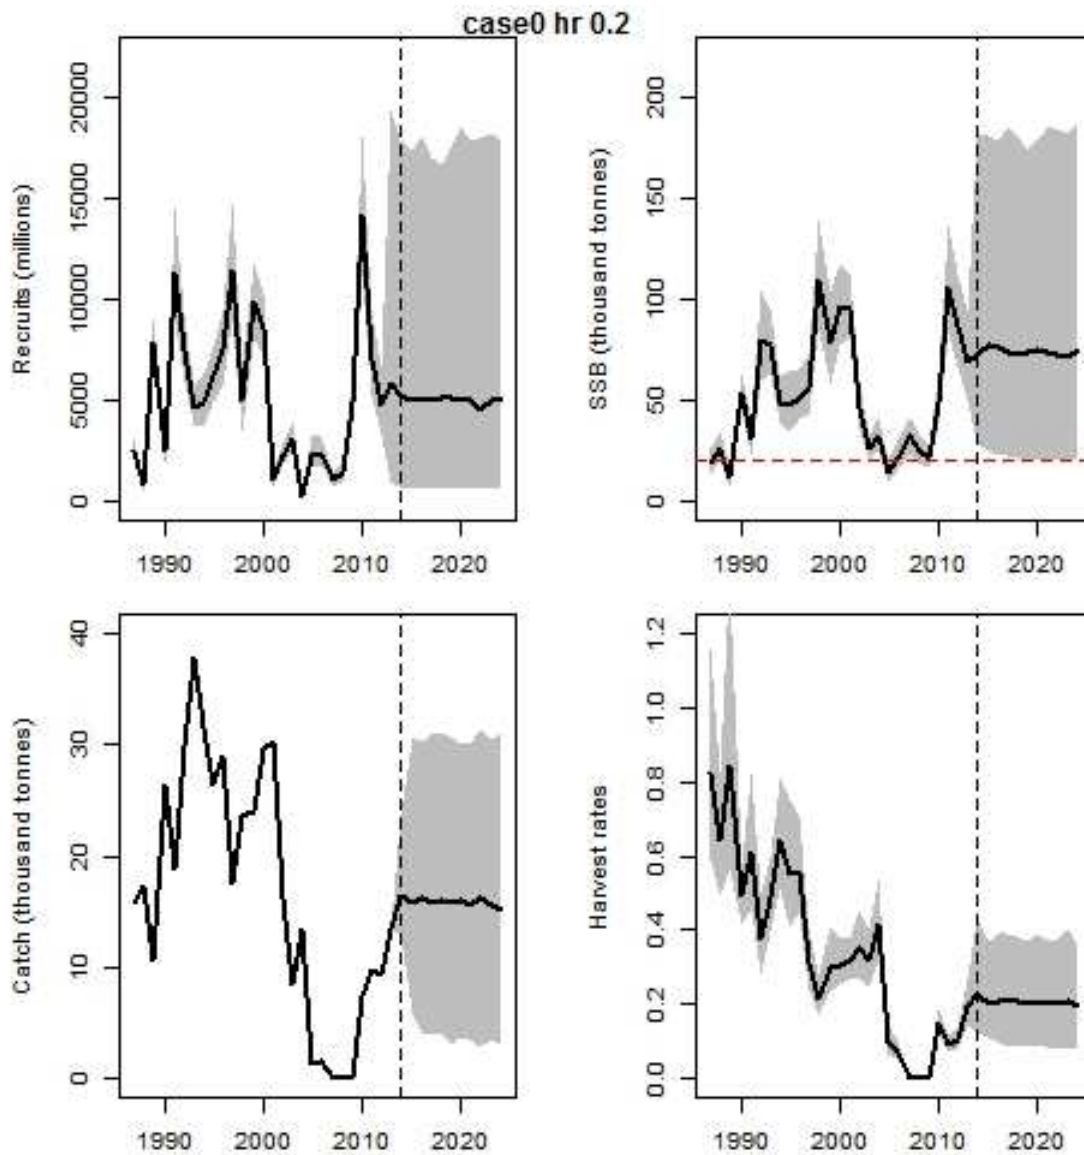 case0 hr 0.2
Recruits (millions)
0 5000 10000 15000 20000
1990 2000 2010 2020
SSB (thousand tonnes)
0 50 100 150 200
1990 2000 2010 2020
Catch (thousand tonnes)
0 10 20 30 40
1990 2000 2010 2020
Harvest rates
0.0 0.2 0.4 0.6 0.8 1.0 1.2
1990 2000 2010 2020